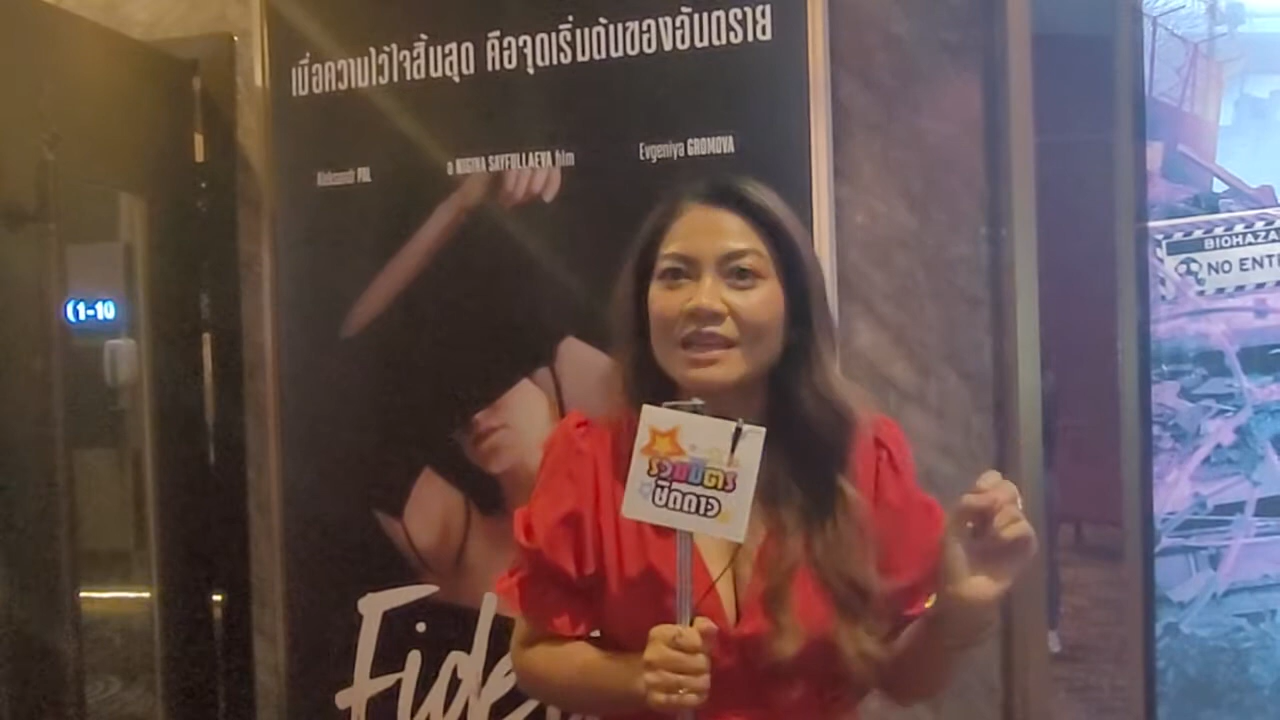 เมื่อความไว้ใจสิ้นสุด คือจุดเริ่มต้นของอันตราย
Aleksandr PAL
a NIGINA SAYFULLAEVA film
Evgeniya GROMOVA
(1-10
BIOHAZA
NO ENT
รวมมิตร
ชิดดาว
Fide